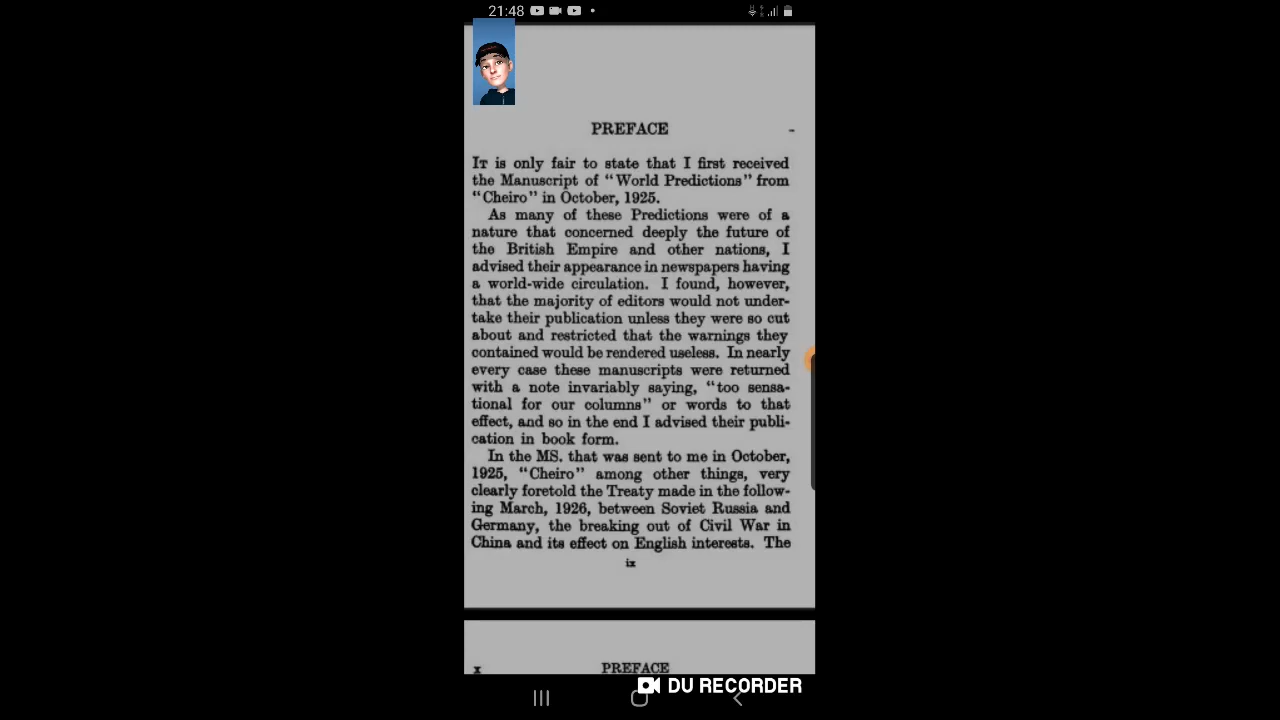 21:48
PREFACE
IT is only fair to state that I first received
the Manuscript of "World Predictions" from
"Cheiro" in October, 1925.
As many of these Predictions were of a
nature that concerned deeply the future of
the British Empire and other nations, I
advised their appearance in newspapers having
a world-wide circulation. I found, however,
that the majority of editors would not under-
take their publication unless they were so cut
about and restricted that the warnings they
contained would be rendered useless. In nearly
every case these manuscripts were returned
with a note invariably saying, "too sensa-
tional for our columns" or words to that
effect, and so in the end I advised their publi-
cation in book form.
In the MS. that was sent to me in October,
1925, "Cheiro" among other things, very
clearly foretold the Treaty made in the follow-
ing March, 1926, between Soviet Russia and
Germany, the breaking out of Civil War in
China and its effect on English interests. The
ix
x PREFACE
DU RECORDER